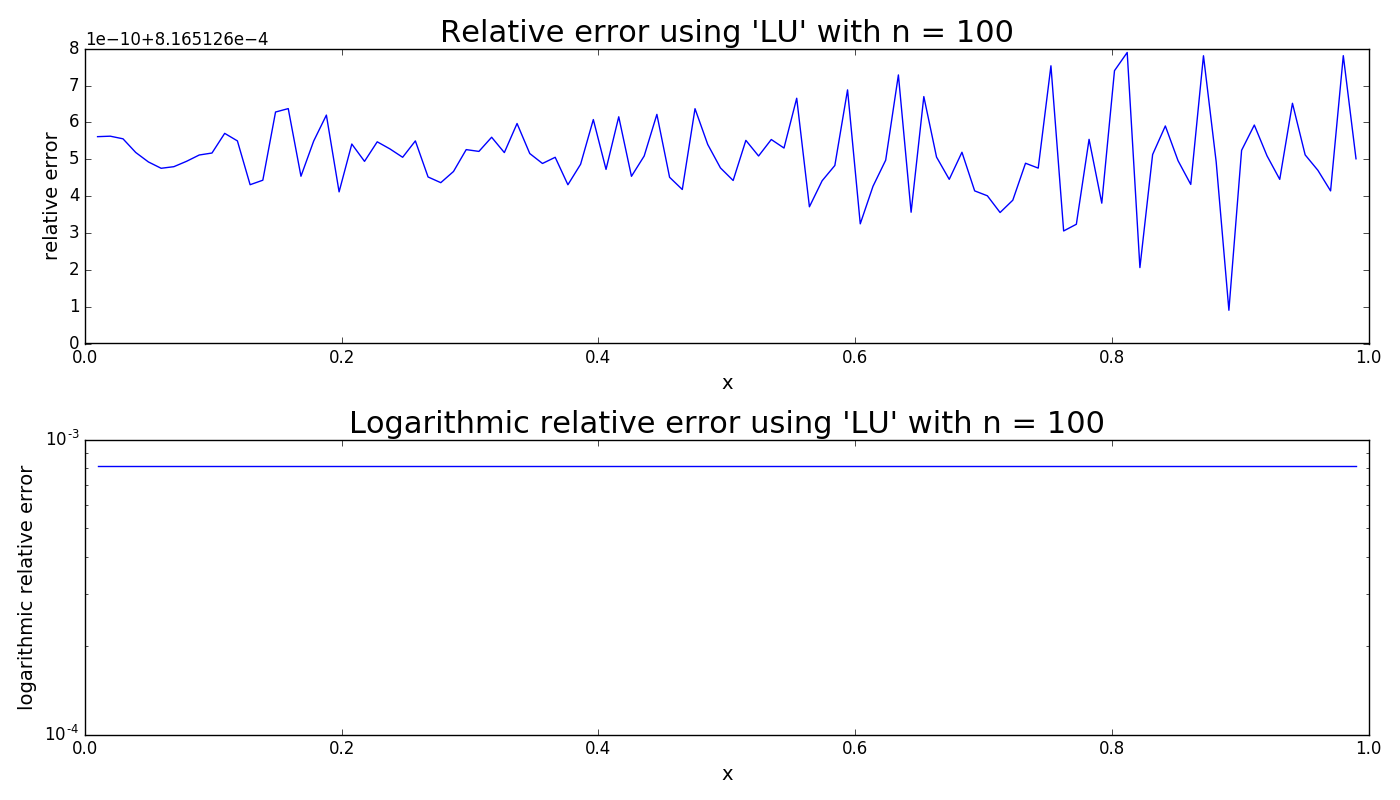 Relative error using 'LU' with n = 100
1e−10+8.165126e−4
8
7
6
5
4
3
2
1
0
relative error
0.0 0.2 0.4 0.6 0.8 1.0
x
Logarithmic relative error using 'LU' with n = 100
10-3
10-4
logarithmic relative error
0.0 0.2 0.4 0.6 0.8 1.0
x